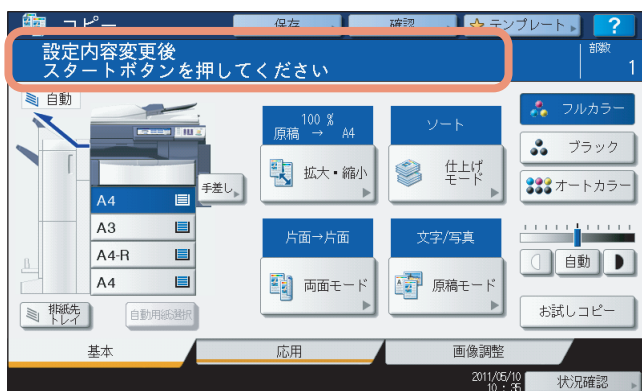 コピー
保存
確認
テンプレート
?
設定内容変更後
スタートボタンを押してください
部数
1
自動
100 %
原稿 → A4
ソート
フルカラー
拡大・縮小
仕上げ
モード
ブラック
手差し
オートカラー
A4
A3
A4-R
A4
片面→片面
文字/写真
両面モード
原稿モード
自動
排紙先
トレイ
自動用紙選択
お試しコピー
基本
応用
画像調整
2011/05/10
10:35
状況確認